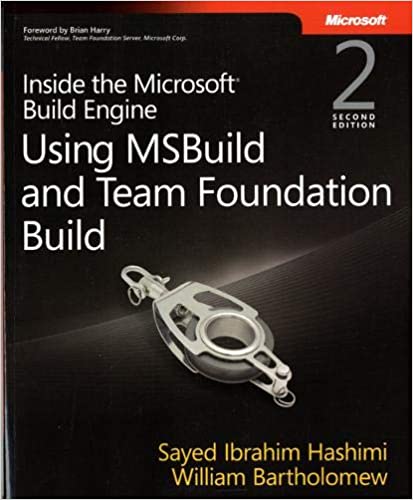 Foreword by Brian Harry
Technical Fellow, Team Foundation Server, Microsoft Corp.
Microsoft®
Inside the Microsoft®
Build Engine
2
SECOND
EDITION
Using MSBuild
and Team Foundation
Build
Sayed Ibrahim Hashimi
William Bartholomew